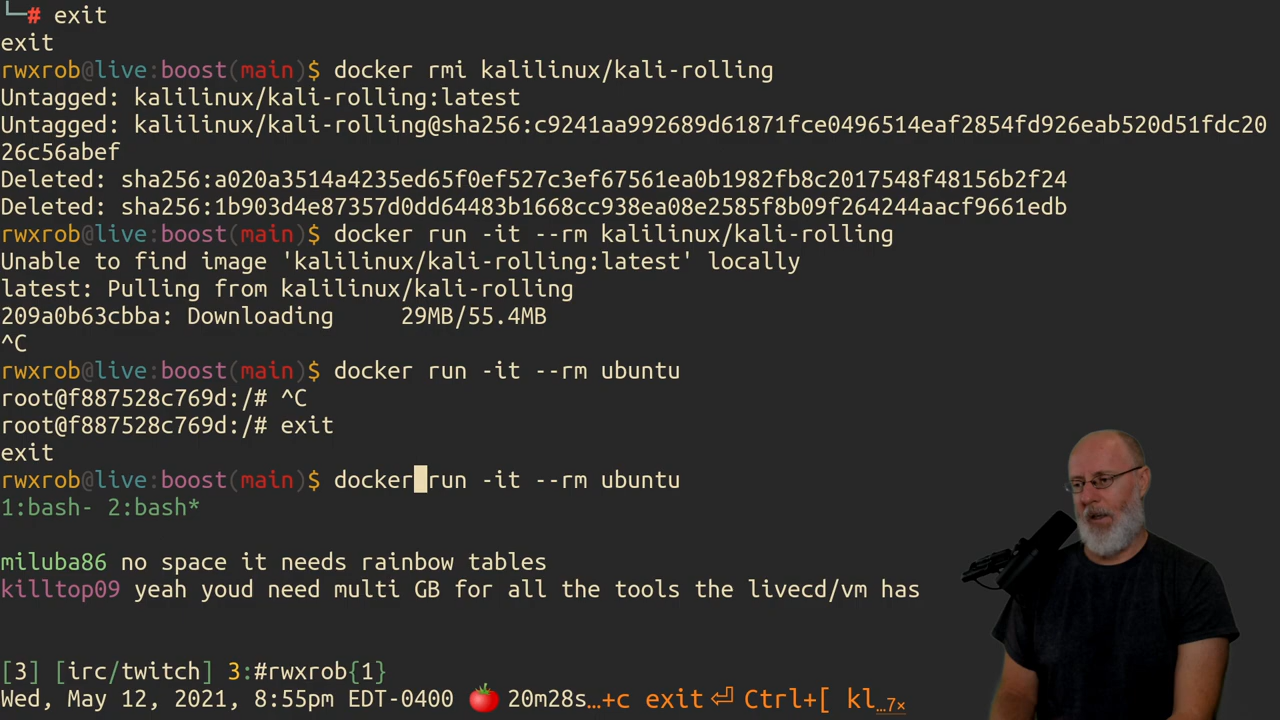 └─# exit
exit
rwxrob@live:boost(main)$ docker rmi kalilinux/kali-rolling
Untagged: kalilinux/kali-rolling:latest
Untagged: kalilinux/kali-rolling@sha256:c9241aa992689d61871fce0496514eaf2854fd926eab520d51fdc20
26c56abef
Deleted: sha256:a020a3514a4235ed65f0ef527c3ef67561ea0b1982fb8c2017548f48156b2f24
Deleted: sha256:1b903d4e87357d0dd64483b1668cc938ea08e2585f8b09f264244aacf9661edb
rwxrob@live:boost(main)$ docker run -it --rm kalilinux/kali-rolling
Unable to find image 'kalilinux/kali-rolling:latest' locally
latest: Pulling from kalilinux/kali-rolling
209a0b63cbba: Downloading     29MB/55.4MB
^C
rwxrob@live:boost(main)$ docker run -it --rm ubuntu
root@f887528c769d:/# ^C
root@f887528c769d:/# exit
exit
rwxrob@live:boost(main)$ docker run -it --rm ubuntu
1:bash- 2:bash*
miluba86 no space it needs rainbow tables
killtop09 yeah youd need multi GB for all the tools the livecd/vm has
[3] [irc/twitch] 3:#rwxrob{1}
Wed, May 12, 2021, 8:55pm EDT-0400 🍅 20m28s…+c exit⏎ Ctrl+[ kl…7×